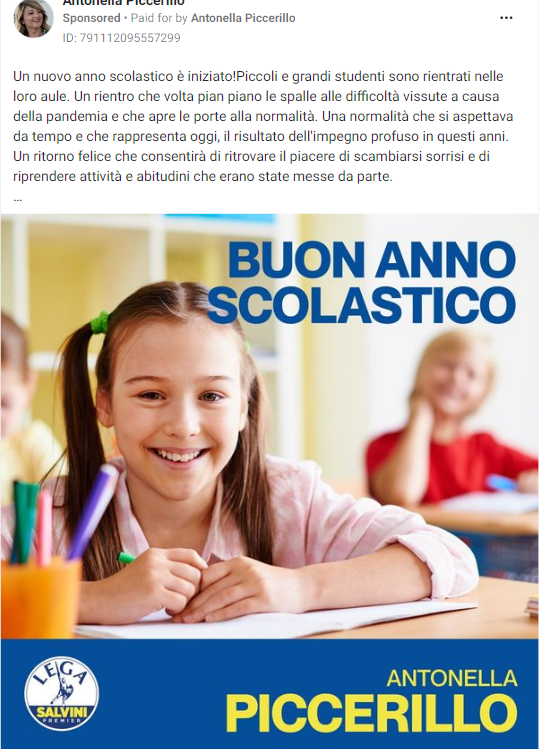 Antonella Piccerillo
Sponsored • Paid for by Antonella Piccerillo
ID: 791112095557299
Un nuovo anno scolastico è iniziato!Piccoli e grandi studenti sono rientrati nelle
loro aule. Un rientro che volta pian piano le spalle alle difficoltà vissute a causa
della pandemia e che apre le porte alla normalità. Una normalità che si aspettava
da tempo e che rappresenta oggi, il risultato dell'impegno profuso in questi anni.
Un ritorno felice che consentirà di ritrovare il piacere di scambiarsi sorrisi e di
riprendere attività e abitudini che erano state messe da parte.
...
BUON ANNO
SCOLASTICO
LEGA
SALVINI
PREMIER
ANTONELLA
PICCERILLO